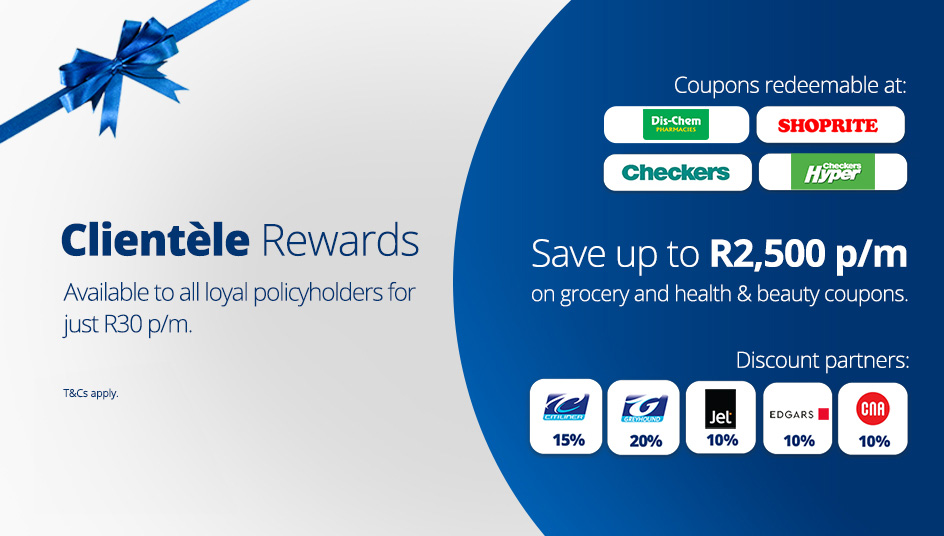 Clientèle Rewards
Available to all loyal policyholders for
just R30 p/m.
T&Cs apply.
Coupons redeemable at:
Dis-Chem
PHARMACIES
SHOPRITE
Checkers
Checkers
Hyper
Save up to R2,500 p/m
on grocery and health & beauty coupons.
Discount partners:
CITILINER
15%
GREYHOUND
20%
Jet
10%
EDGARS
10%
CNA
10%